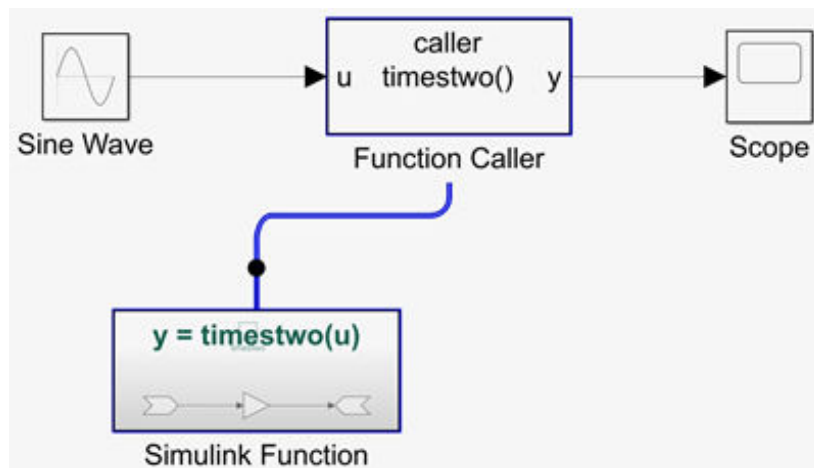 caller
u timestwo() y
Sine Wave
Function Caller
Scope
y = timestwo(u)
Simulink Function